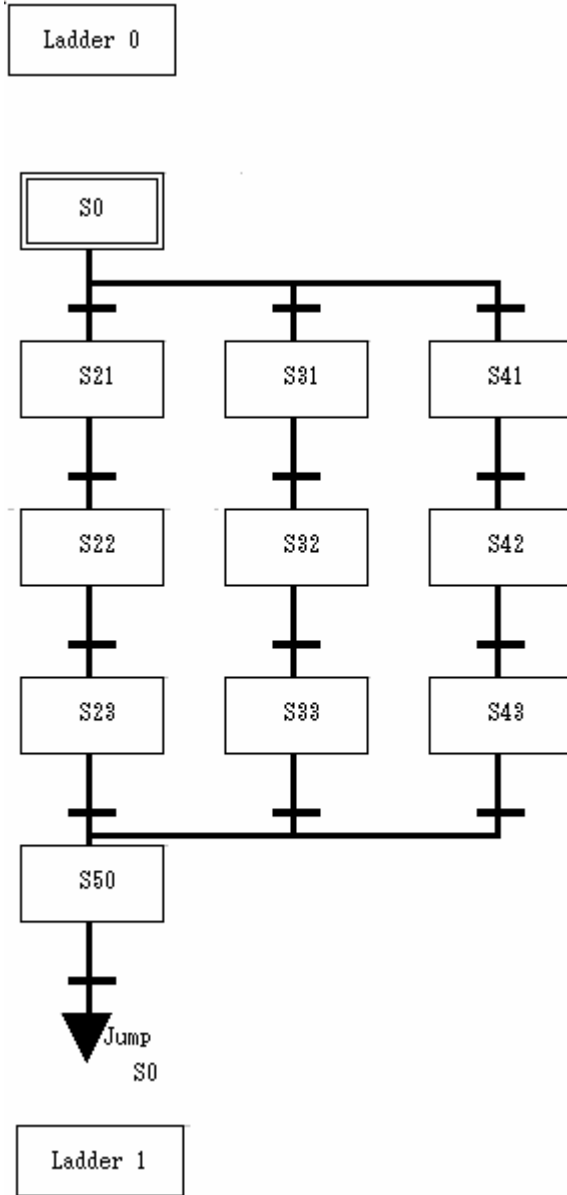 Ladder 0
S0
S21 S31 S41
S22 S32 S42
S23 S33 S43
S50
Jump
S0
Ladder 1